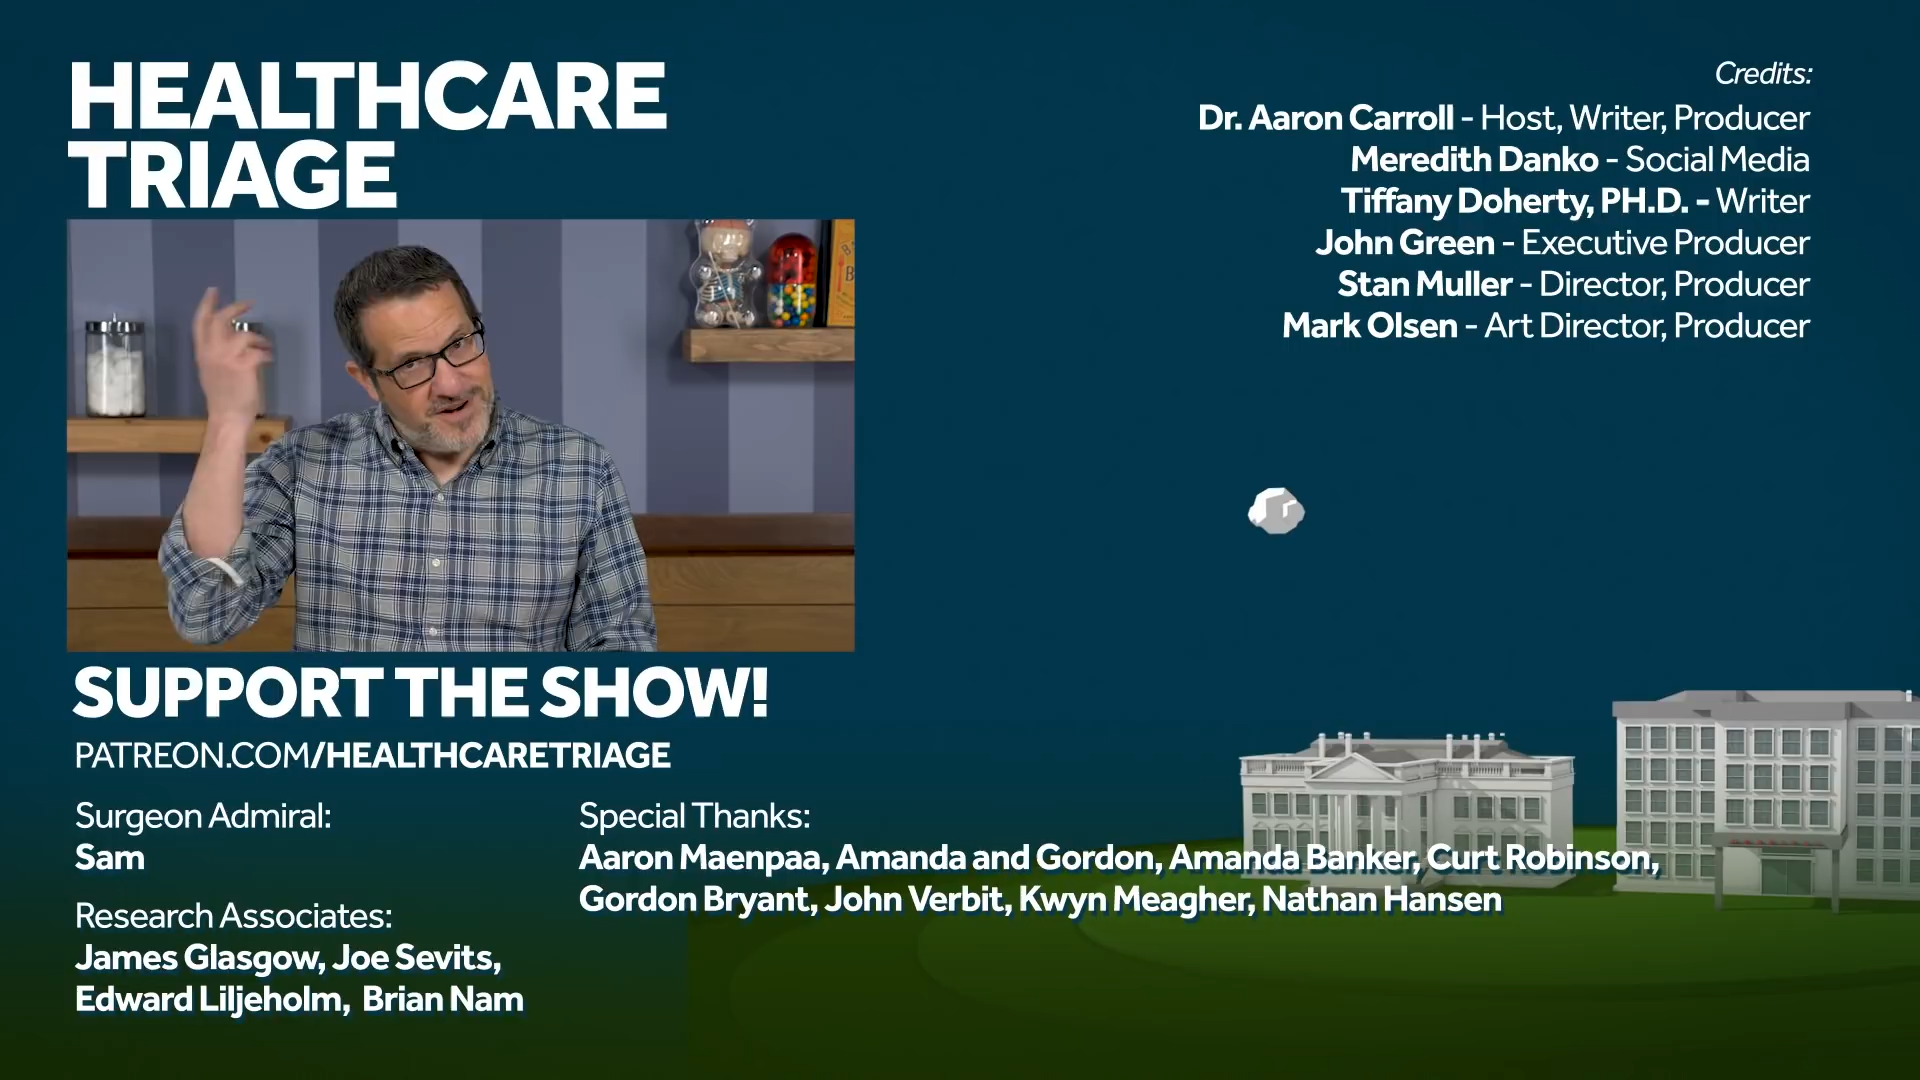 HEALTHCARE
TRIAGE
Credits:
Dr. Aaron Carroll - Host, Writer, Producer
Meredith Danko - Social Media
Tiffany Doherty, PH.D. - Writer
John Green - Executive Producer
Stan Muller - Director, Producer
Mark Olsen - Art Director, Producer
SUPPORT THE SHOW!
PATREON.COM/HEALTHCARETRIAGE
Surgeon Admiral:
Sam
Research Associates:
James Glasgow, Joe Sevits,
Edward Liljeholm, Brian Nam
Special Thanks:
Aaron Maenpaa, Amanda and Gordon, Amanda Banker, Curt Robinson,
Gordon Bryant, John Verbit, Kwyn Meagher, Nathan Hansen